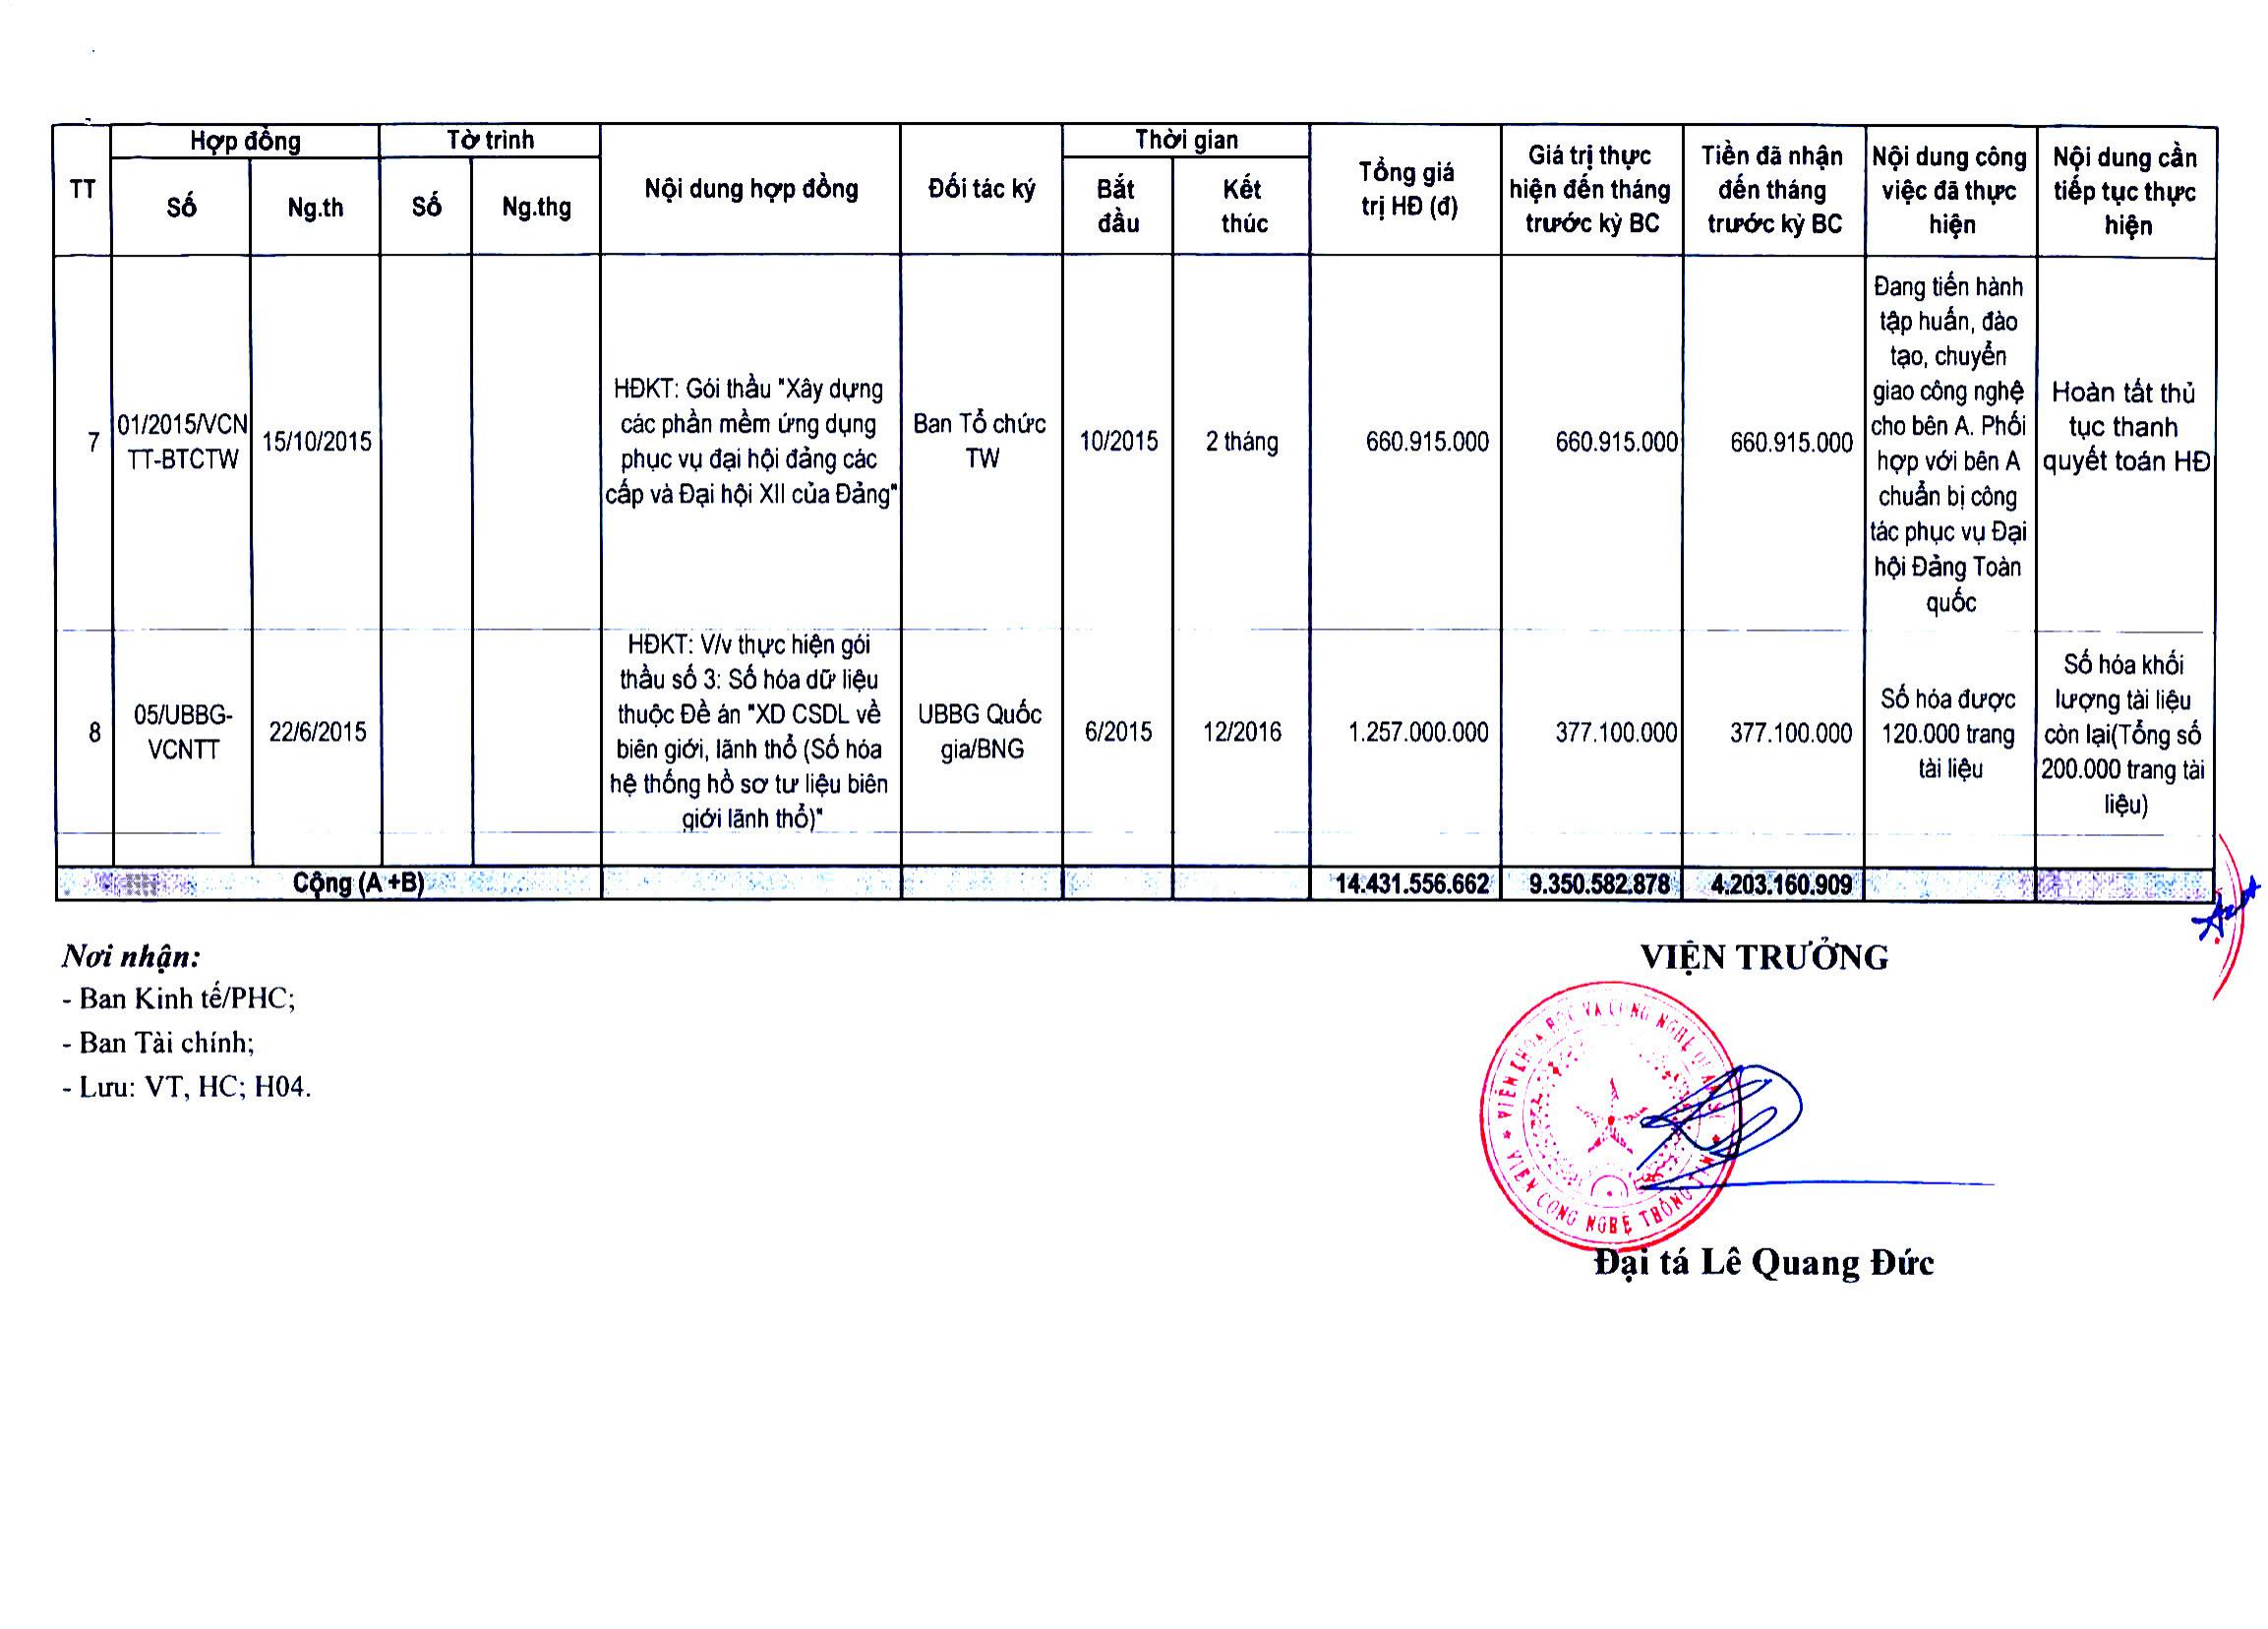 TT
Hợp đồng
Số
Ng.th
Tờ trình
Số
Ng.thg
Nội dung hợp đồng
Đối tác ký
Thời gian
Bắt
đầu
Kết
thúc
Tổng giá
trị HĐ (đ)
Giá trị thực
hiện đến tháng
trước kỳ BC
Tiền đã nhận
đến tháng
trước kỳ BC
Nội dung công
việc đã thực
hiện
Nội dung cần
tiếp tục thực
hiện
7
01/2015/VCN
TT-BTCTW
15/10/2015
HĐKT: Gói thầu "Xây dựng
các phần mềm ứng dụng
phục vụ đại hội đảng các
cấp và Đại hội XII của Đảng"
Ban Tổ chức
TW
10/2015
2 tháng
660.915.000
660.915.000
660.915.000
Đang tiến hành
tập huấn, đào
tạo, chuyển
giao công nghệ
cho bên A. Phối
hợp với bên A
chuẩn bị công
tác phục vụ Đại
hội Đảng Toàn
quốc
Hoàn tất thủ
tục thanh
quyết toán HĐ
8
05/UBBG-
VCNTT
22/6/2015
HĐKT: V/v thực hiện gói
thầu số 3: Số hóa dữ liệu
thuộc Đề án "XD CSDL về
biên giới, lãnh thổ (Số hóa
hệ thống hồ sơ tư liệu biên
giới lãnh thổ)"
UBBG Quốc
gia/BNG
6/2015
12/2016
1.257.000.000
377.100.000
377.100.000
Số hóa được
120.000 trang
tài liệu
Số hóa khối
lượng tài liệu
còn lại(Tổng số
200.000 trang tài
liệu)
Cộng (A +B)
14.431.556.662
9.350.582.878
4.203.160.909
Nơi nhận:
- Ban Kinh tế/PHC;
- Ban Tài chính;
- Lưu: VT, HC; H04.
VIỆN TRƯỞNG
VIỆN KHOA HỌC VÀ CÔNG NGHỆ QUÂN SỰ
VIỆN CÔNG NGHỆ THÔNG TIN
Đại tá Lê Quang Đức